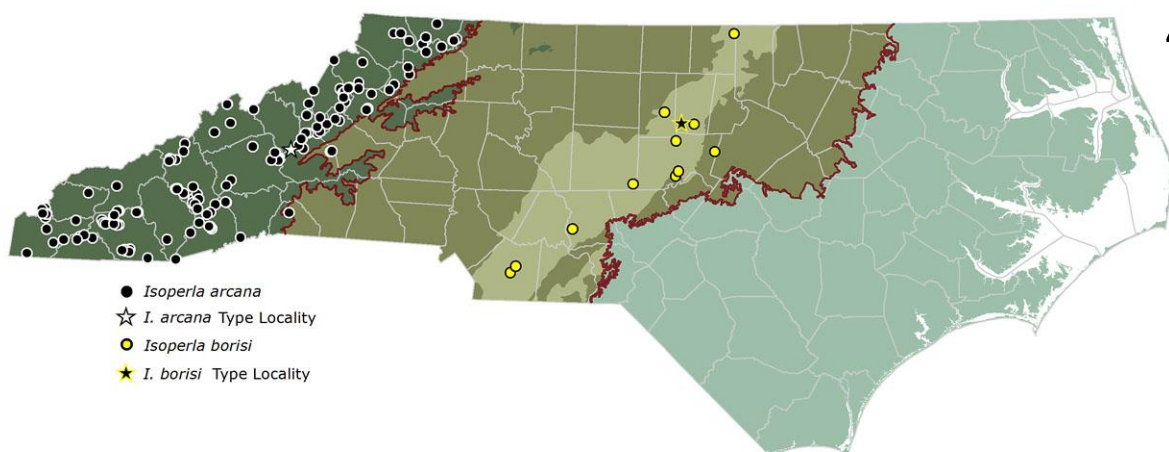 Isoperla arcana
I. arcana Type Locality
Isoperla borisi
I. borisi Type Locality